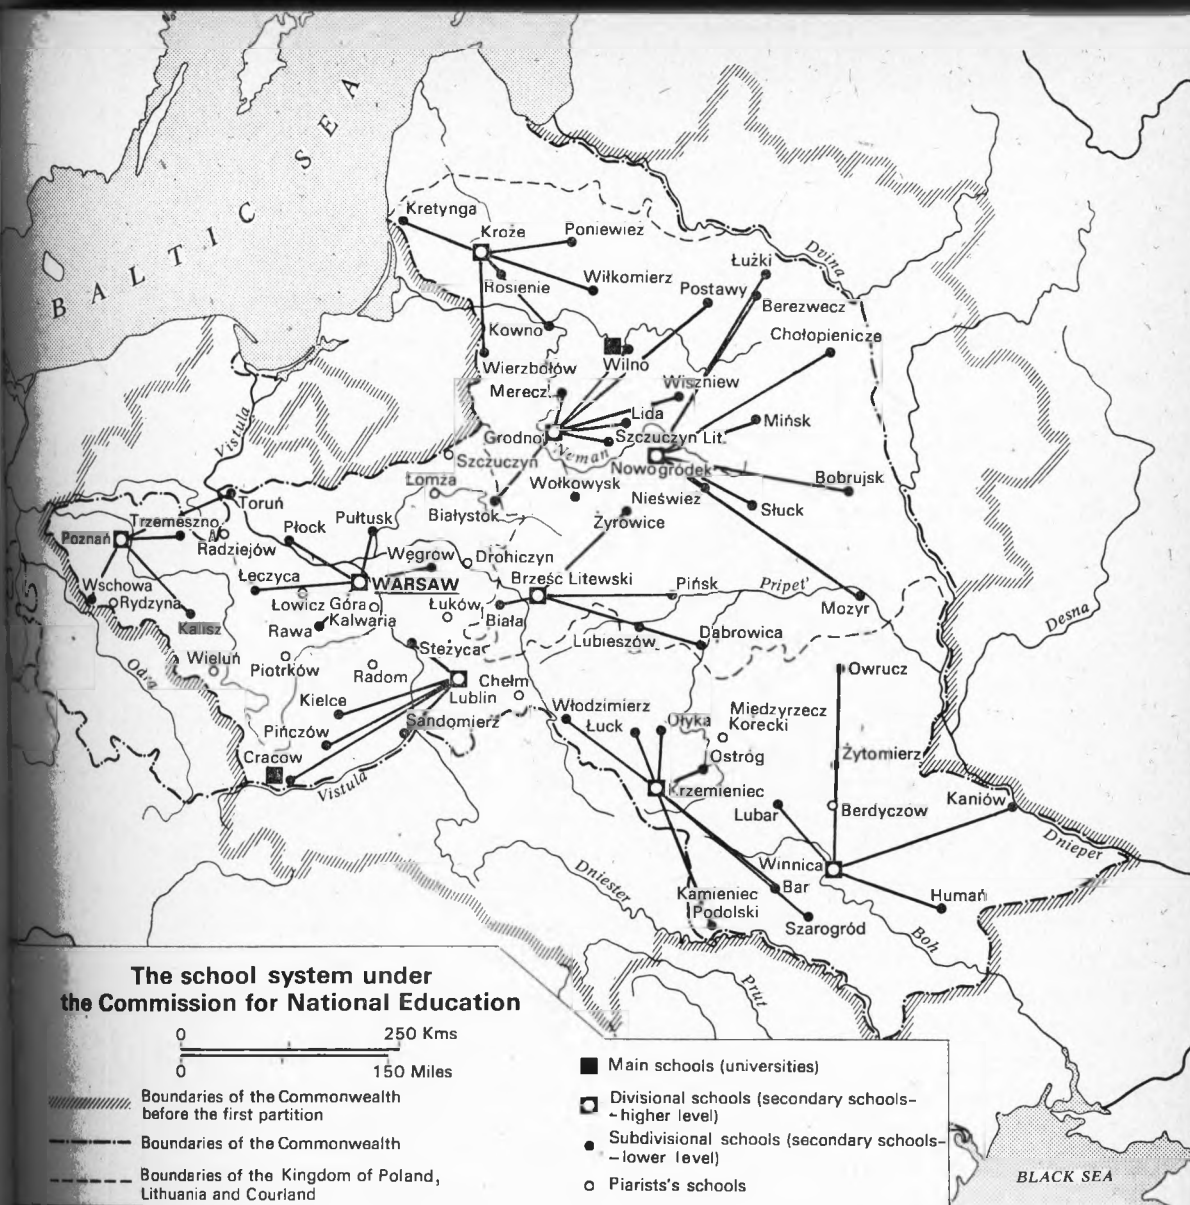 BALTIC SEA
Kretynga
Kroże
Poniewież
Rosienie
Wiłkomierz
Kowno
Wierzbołów
Wilno
Postawy
Łużki
Dvina
Berezwecz
Chołopienicze
Merecz
Wiszniew
Lida
Mińsk
Grodno
Szczuczyn Lit.
Neman
Nowogródek
Vistula
Szczuczyn
Łomża
Wołkowysk
Nieśwież
Bobrujsk
Słuck
Białystok
Żyrowice
Toruń
Trzemeszno
Poznań
Radziejów
Płock
Pułtusk
Węgrow
Drohiczyn
Brześć Litewski
Pińsk
Pripet'
Mozyr
Desna
Wschowa
Rydzyna
Łeczyca
WARSAW
Łowicz
Góra
Kalwaria
Łuków
Biała
Kalisz
Rawa
Lubieszów
Dąbrowica
Odra
Wieluń
Piotrków
Radom
Stężyca
Owrucz
Kielce
Lublin
Chełm
Włodzimierz
Łuck
Ołyka
Międzyrzecz
Korecki
Pińczów
Sandomierz
Ostróg
Żytomierz
Cracow
Vistula
Krzemieniec
Lubar
Berdyczow
Kaniów
Dnieper
Winnica
Dniester
Kamieniec
Podolski
Bar
Szarogród
Humań
Boh
Prut
The school system under
the Commission for National Education
0 250 Kms
0 150 Miles
Boundaries of the Commonwealth
before the first partition
Boundaries of the Commonwealth
Boundaries of the Kingdom of Poland,
Lithuania and Courland
Main schools (universities)
Divisional schools (secondary schools–
–higher level)
Subdivisional schools (secondary schools–
–lower level)
Piarists's schools
BLACK SEA